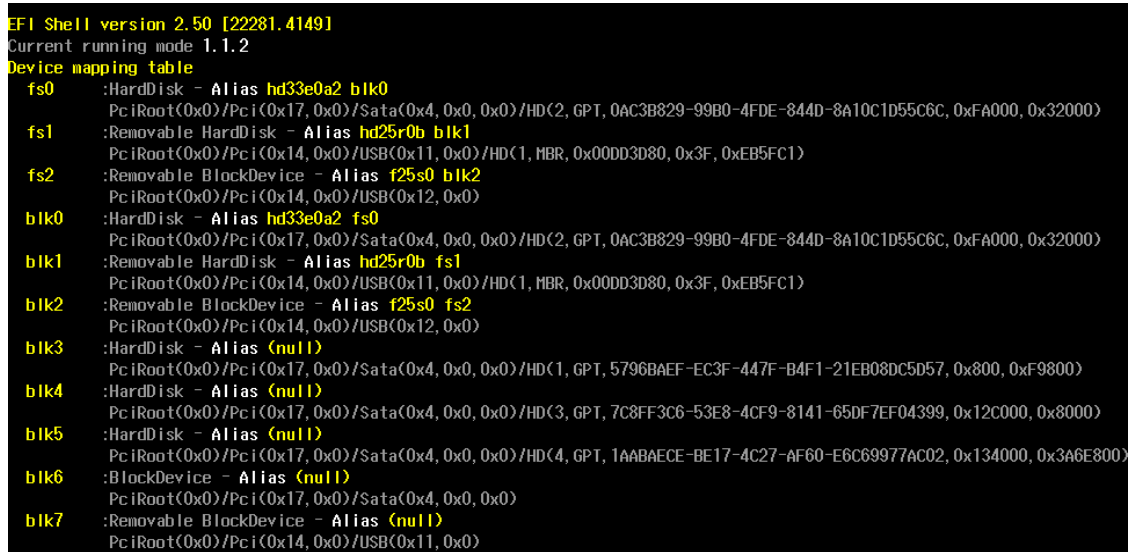 EFI Shell version 2.50 [22281.4149]
Current running mode 1.1.2
Device mapping table
fs0 :HardDisk - Alias hd33e0a2 blk0
PciRoot(0x0)/Pci(0x17,0x0)/Sata(0x4,0x0,0x0)/HD(2,GPT,0AC3B829-99B0-4FDE-844D-8A10C1D55C6C,0xFA000,0x32000)
fs1 :Removable HardDisk - Alias hd25r0b blk1
PciRoot(0x0)/Pci(0x14,0x0)/USB(0x11,0x0)/HD(1,MBR,0x00DD3D80,0x3F,0xEB5FC1)
fs2 :Removable BlockDevice - Alias f25s0 blk2
PciRoot(0x0)/Pci(0x14,0x0)/USB(0x12,0x0)
blk0 :HardDisk - Alias hd33e0a2 fs0
PciRoot(0x0)/Pci(0x17,0x0)/Sata(0x4,0x0,0x0)/HD(2,GPT,0AC3B829-99B0-4FDE-844D-8A10C1D55C6C,0xFA000,0x32000)
blk1 :Removable HardDisk - Alias hd25r0b fs1
PciRoot(0x0)/Pci(0x14,0x0)/USB(0x11,0x0)/HD(1,MBR,0x00DD3D80,0x3F,0xEB5FC1)
blk2 :Removable BlockDevice - Alias f25s0 fs2
PciRoot(0x0)/Pci(0x14,0x0)/USB(0x12,0x0)
blk3 :HardDisk - Alias (null)
PciRoot(0x0)/Pci(0x17,0x0)/Sata(0x4,0x0,0x0)/HD(1,GPT,5796BAEF-EC3F-447F-B4F1-21EB08DC5D57,0x800,0xF9800)
blk4 :HardDisk - Alias (null)
PciRoot(0x0)/Pci(0x17,0x0)/Sata(0x4,0x0,0x0)/HD(3,GPT,7C8FF3C6-53E8-4CF9-8141-65DF7EF04399,0x12C000,0x8000)
blk5 :HardDisk - Alias (null)
PciRoot(0x0)/Pci(0x17,0x0)/Sata(0x4,0x0,0x0)/HD(4,GPT,1AABAECE-BE17-4C27-AF60-E6C69977AC02,0x134000,0x3A6E800)
blk6 :BlockDevice - Alias (null)
PciRoot(0x0)/Pci(0x17,0x0)/Sata(0x4,0x0,0x0)
blk7 :Removable BlockDevice - Alias (null)
PciRoot(0x0)/Pci(0x14,0x0)/USB(0x11,0x0)